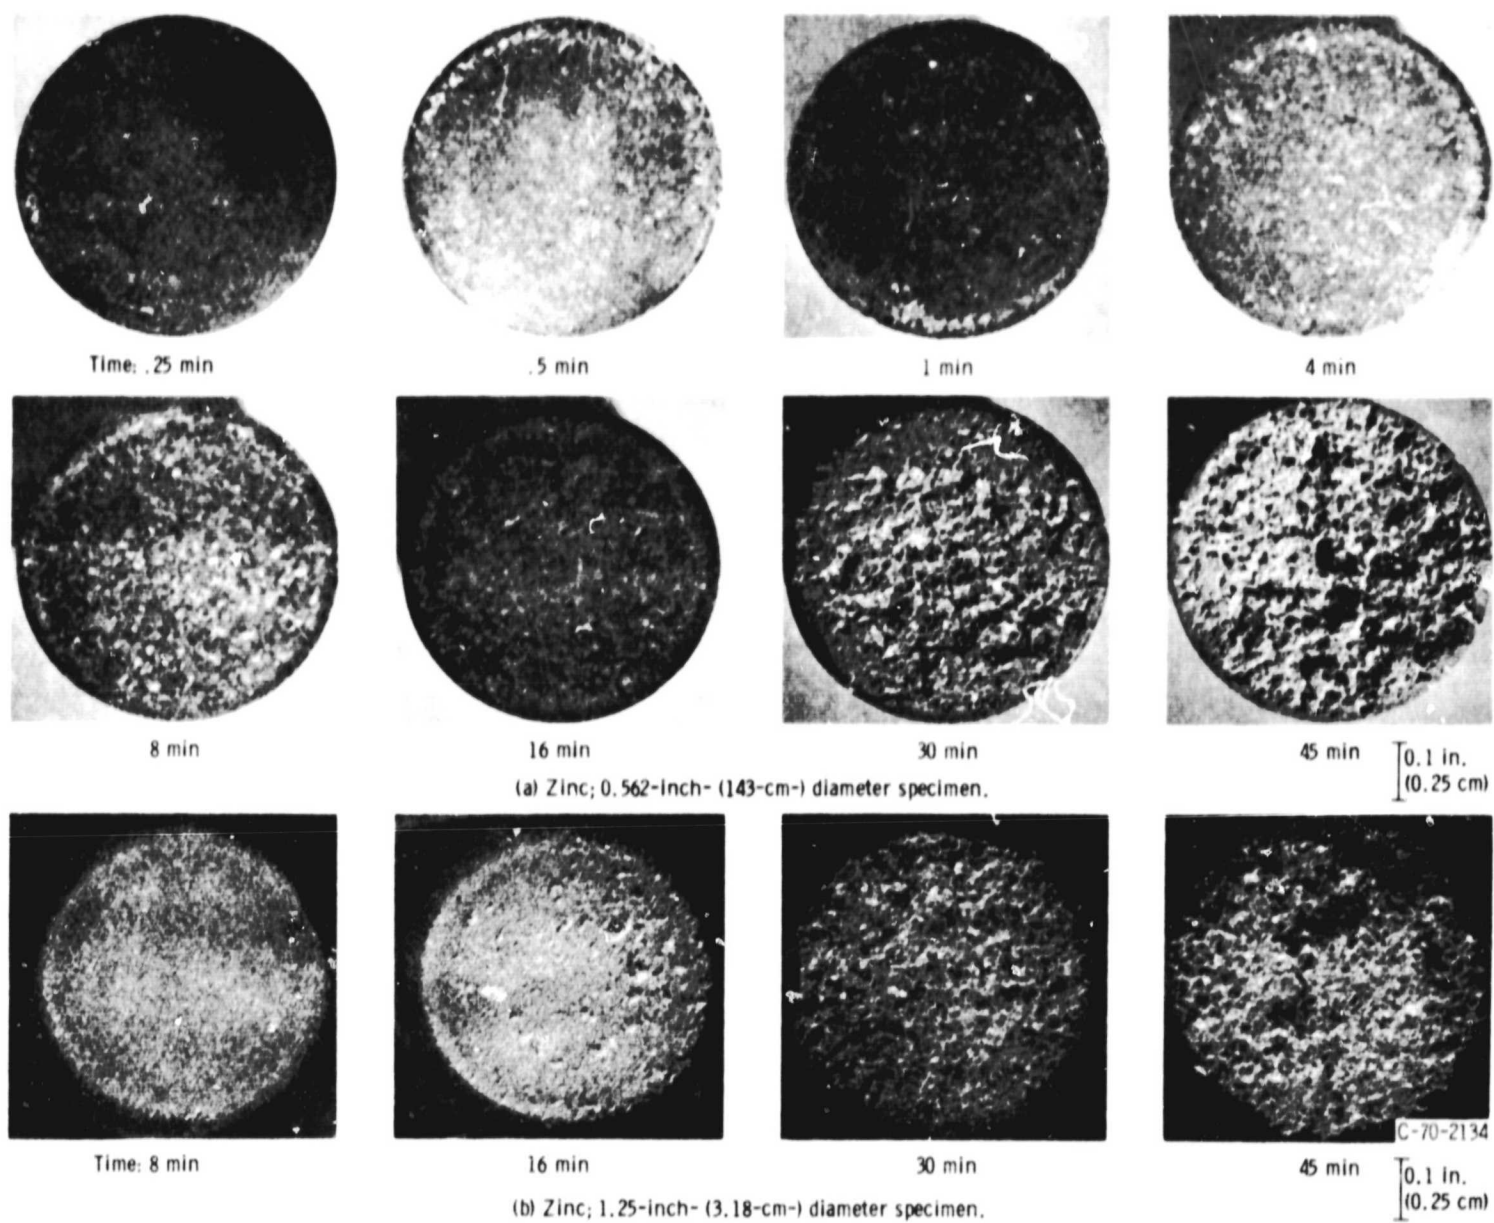 Time: .25 min
.5 min
1 min
4 min
8 min
16 min
30 min
45 min
0.1 in.
(0.25 cm)
(a) Zinc; 0.562-inch- (143-cm-) diameter specimen.
C-70-2134
Time: 8 min
16 min
30 min
45 min
0.1 in.
(0.25 cm)
(b) Zinc; 1.25-inch- (3.18-cm-) diameter specimen.